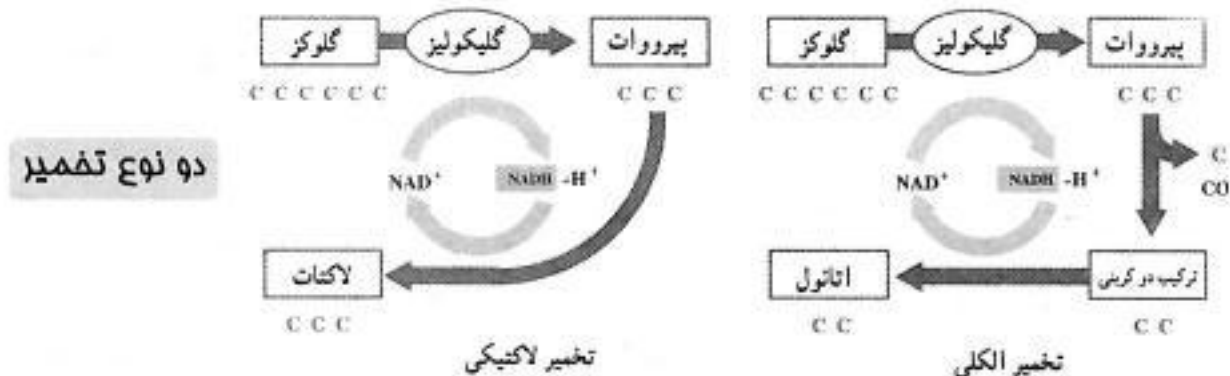 دو نوع تخمیر
گلوکز
گلیکولیز
پیرووات
C C C C C C
C C C
NAD+
NADH -H+
C
CO
ترکیب دو کربنی
اتانول
C C
C C
تخمیر الکلی
گلوکز
گلیکولیز
پیرووات
C C C C C C
C C C
NAD+
NADH -H+
لاکتات
C C C
تخمیر لاکتیکی